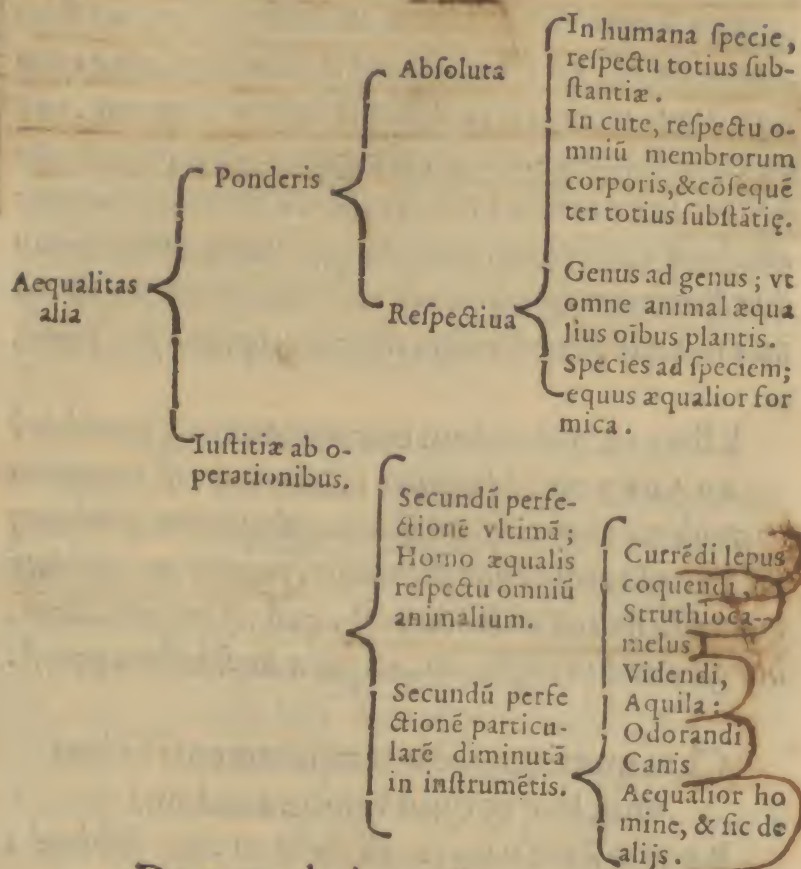 Aequalitas
alia
Ponderis
Abſoluta
In humana ſpecie,
reſpectu totius ſub-
ſtantiæ.
In cute, reſpectu o-
mniū membrorum
corporis, & cōſequē
ter totius ſubſtātię.
Reſpectiua
Genus ad genus; vt
omne animal æqua
lius oībus plantis.
Species ad ſpeciem;
equus æqualior for
mica.
Iuſtitiæ ab o-
perationibus.
Secundū perfe-
ctionē vltimā;
Homo æqualis
reſpectu omniū
animalium.
Secundū perfe
ctionē particu-
larē diminutā
in inſtrumētis.
Currēdi lepus
coquendi,
Struthioca-
melus
Videndi,
Aquila:
Odorandi
Canis
Aequalior ho
mine, & ſic de
alijs.